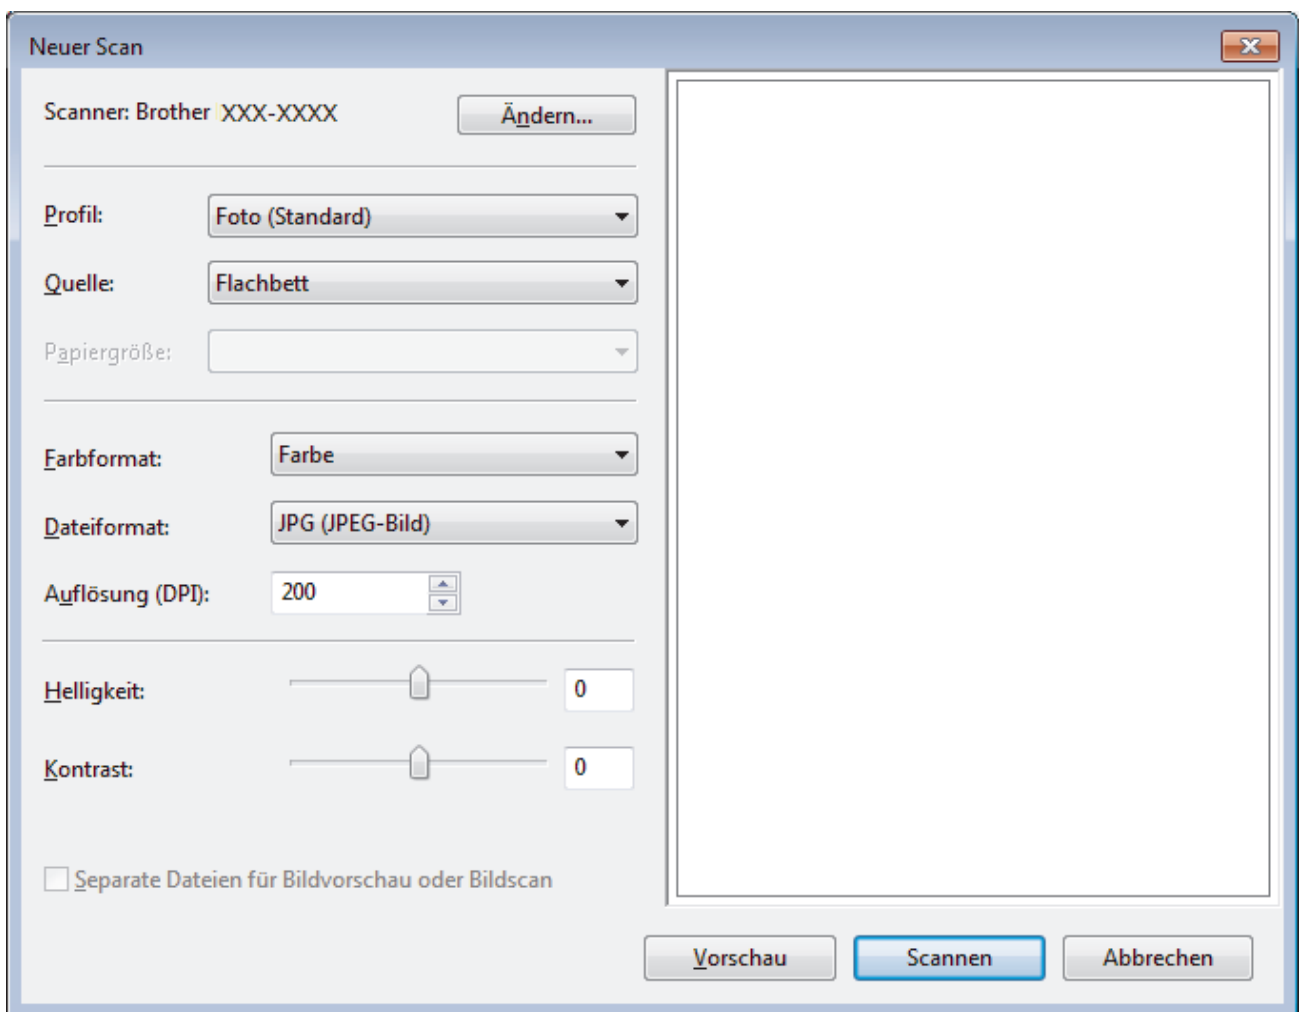 Neuer Scan
Scanner: Brother XXX-XXXX
Ändern...
Profil: Foto (Standard)
Quelle: Flachbett
Papiergröße:
Farbformat: Farbe
Dateiformat: JPG (JPEG-Bild)
Auflösung (DPI): 200
Helligkeit: 0
Kontrast: 0
Separate Dateien für Bildvorschau oder Bildscan
Vorschau Scannen Abbrechen